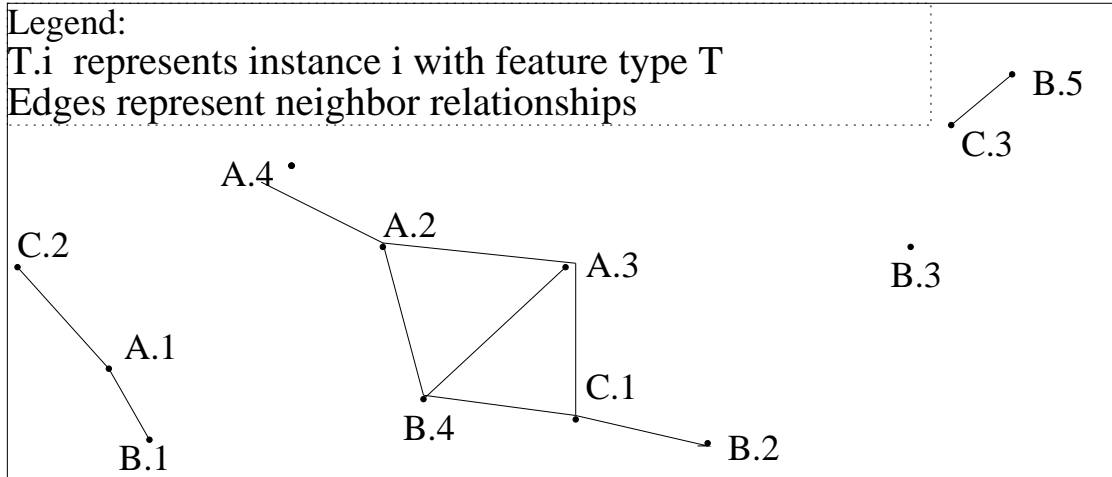 Legend:
T.i represents instance i with feature type T
Edges represent neighbor relationships
B.5
C.3
A.4
A.2
C.2
A.3
B.3
A.1
C.1
B.4
B.2
B.1